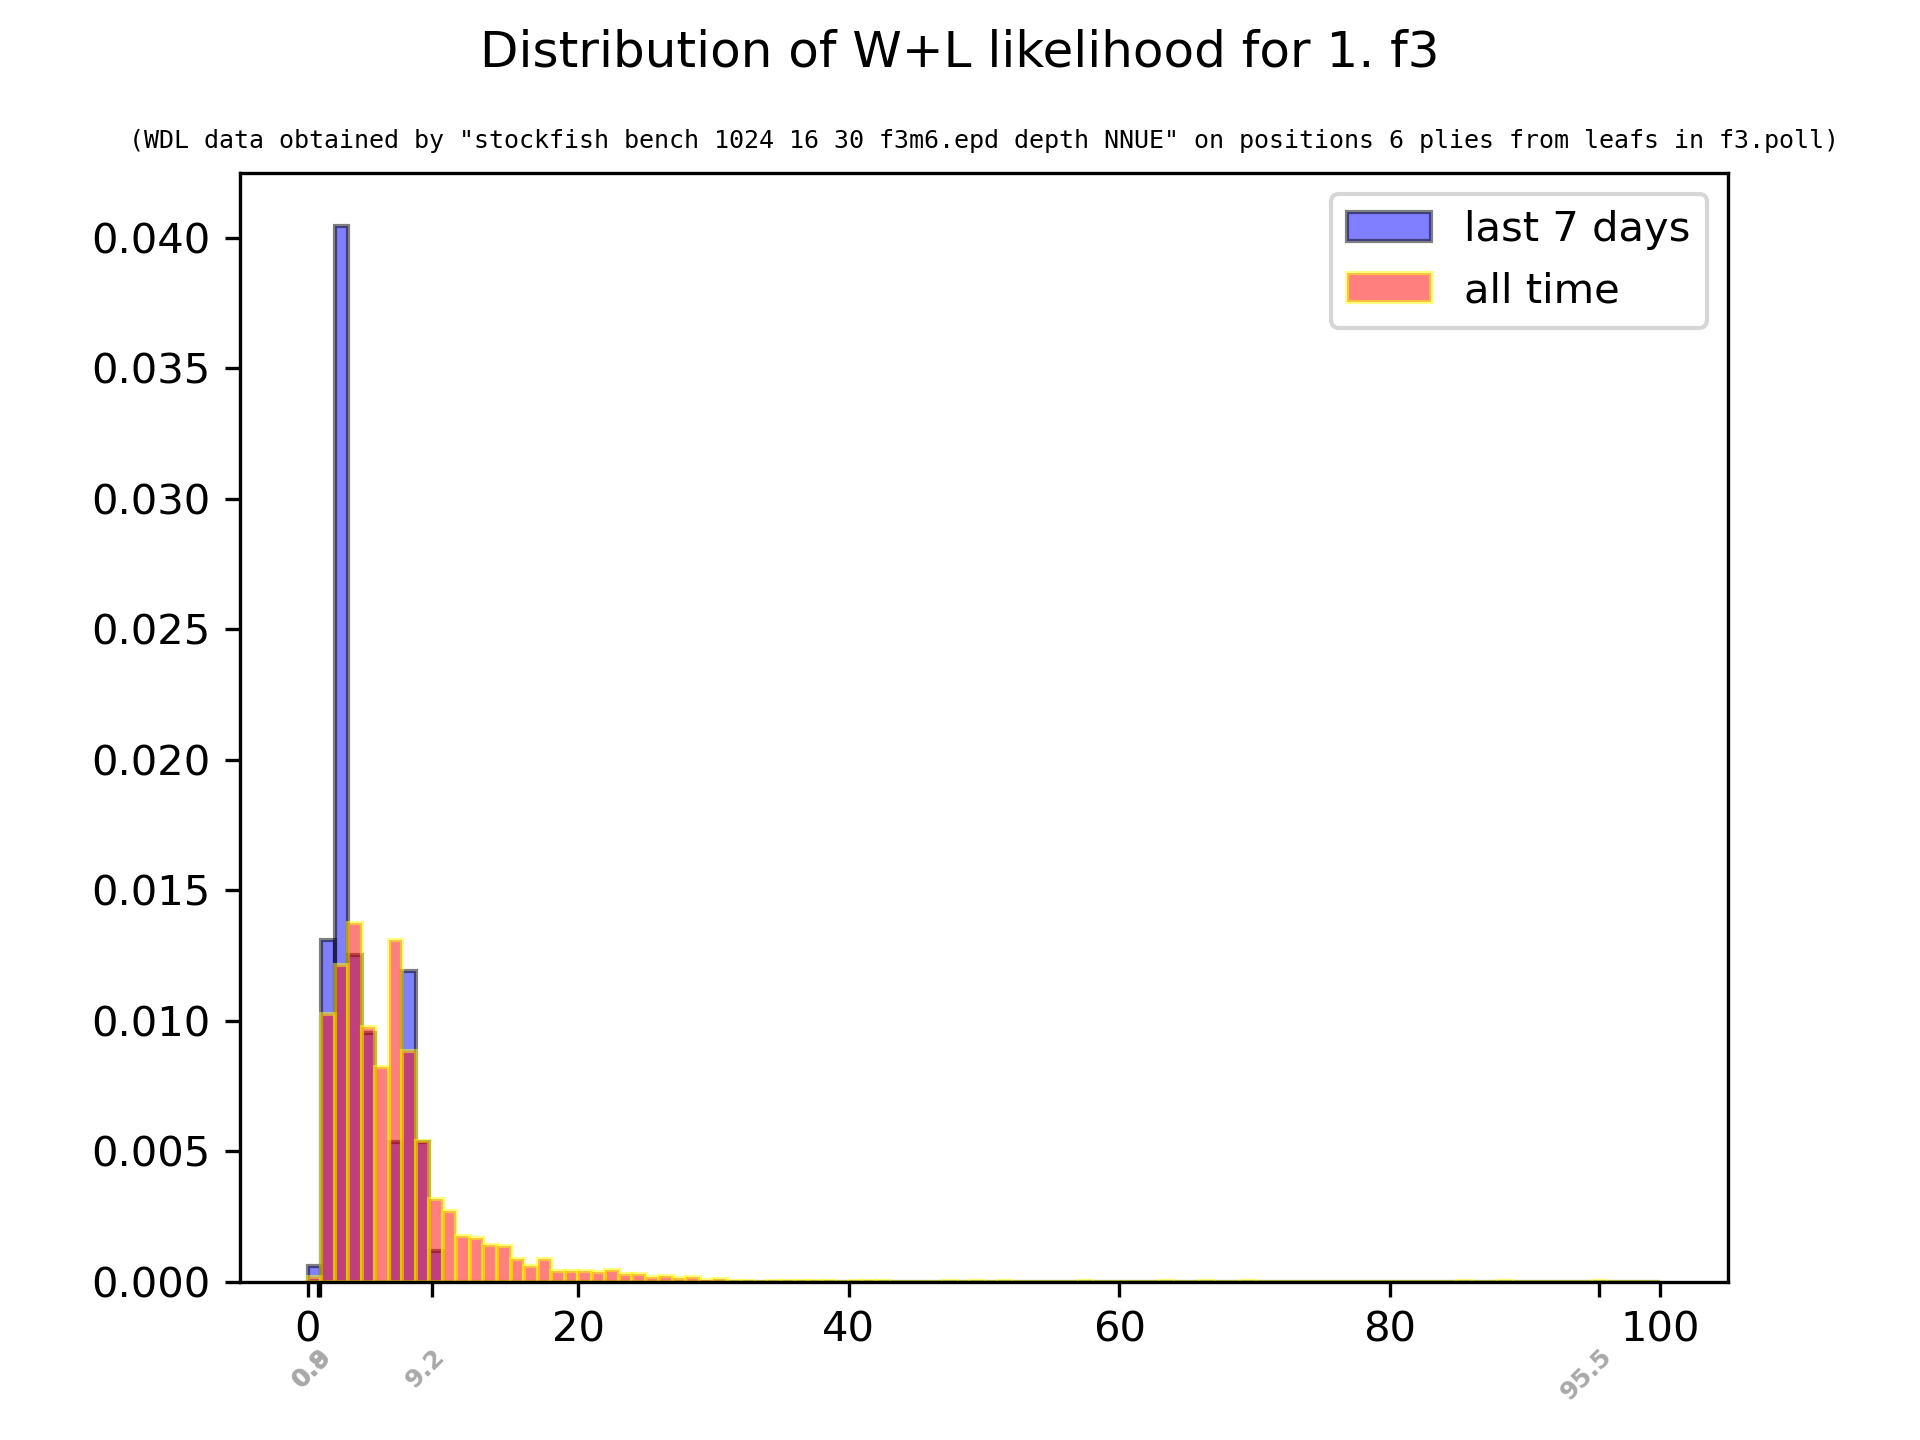 Distribution of W+L likelihood for 1. f3
(WDL data obtained by "stockfish bench 1024 16 30 f3m6.epd depth NNUE" on positions 6 plies from leafs in f3.poll)
last 7 days
all time
0.040
0.035
0.030
0.025
0.020
0.015
0.010
0.005
0.000
0 20 40 60 80 100
9.2 95.5